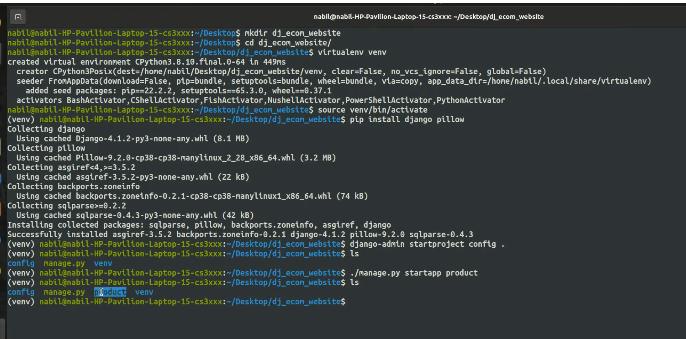 nabil@nabil-HP-Pavilion-Laptop-15-cs3xxx: ~/Desktop/dj_ecom_website
nabil@nabil-HP-Pavilion-Laptop-15-cs3xxx:~/Desktop$ mkdir dj_ecom_website
nabil@nabil-HP-Pavilion-Laptop-15-cs3xxx:~/Desktop$ cd dj_ecom_website/
nabil@nabil-HP-Pavilion-Laptop-15-cs3xxx:~/Desktop/dj_ecom_website$ virtualenv venv
created virtual environment CPython3.8.10.final.0-64 in 449ms
  creator CPython3Posix(dest=/home/nabil/Desktop/dj_ecom_website/venv, clear=False, no_vcs_ignore=False, global=False)
  seeder FromAppData(download=False, pip=bundle, setuptools=bundle, wheel=bundle, via=copy, app_data_dir=/home/nabil/.local/share/virtualenv)
    added seed packages: pip==22.2.2, setuptools==65.3.0, wheel==0.37.1
  activators BashActivator,CShellActivator,FishActivator,NushellActivator,PowerShellActivator,PythonActivator
nabil@nabil-HP-Pavilion-Laptop-15-cs3xxx:~/Desktop/dj_ecom_website$ source venv/bin/activate
(venv) nabil@nabil-HP-Pavilion-Laptop-15-cs3xxx:~/Desktop/dj_ecom_website$ pip install django pillow
Collecting django
  Using cached Django-4.1.2-py3-none-any.whl (8.1 MB)
Collecting pillow
  Using cached Pillow-9.2.0-cp38-cp38-manylinux_2_28_x86_64.whl (3.2 MB)
Collecting asgiref<4,>=3.5.2
  Using cached asgiref-3.5.2-py3-none-any.whl (22 kB)
Collecting backports.zoneinfo
  Using cached backports.zoneinfo-0.2.1-cp38-cp38-manylinux1_x86_64.whl (74 kB)
Collecting sqlparse>=0.2.2
  Using cached sqlparse-0.4.3-py3-none-any.whl (42 kB)
Installing collected packages: sqlparse, pillow, backports.zoneinfo, asgiref, django
Successfully installed asgiref-3.5.2 backports.zoneinfo-0.2.1 django-4.1.2 pillow-9.2.0 sqlparse-0.4.3
(venv) nabil@nabil-HP-Pavilion-Laptop-15-cs3xxx:~/Desktop/dj_ecom_website$ django-admin startproject config .
(venv) nabil@nabil-HP-Pavilion-Laptop-15-cs3xxx:~/Desktop/dj_ecom_website$ ls
config  manage.py  venv
(venv) nabil@nabil-HP-Pavilion-Laptop-15-cs3xxx:~/Desktop/dj_ecom_website$ ./manage.py startapp product
(venv) nabil@nabil-HP-Pavilion-Laptop-15-cs3xxx:~/Desktop/dj_ecom_website$ ls
config  manage.py  product  venv
(venv) nabil@nabil-HP-Pavilion-Laptop-15-cs3xxx:~/Desktop/dj_ecom_website$